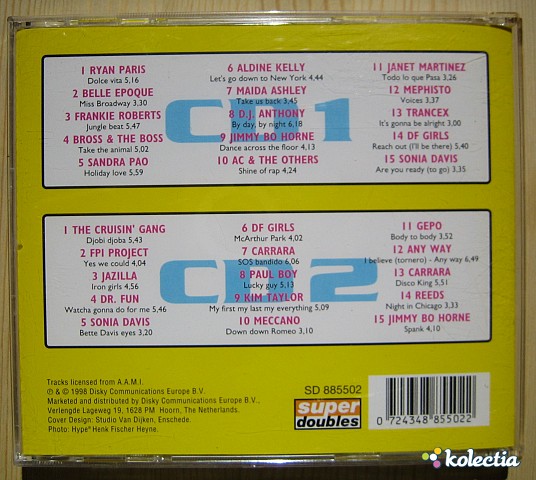 1 RYAN PARIS
Dolce vita 5,16
2 BELLE EPOQUE
Miss Broadway 3,30
3 FRANKIE ROBERTS
Jungle beat 5,47
4 BROSS & THE BOSS
Take the animal 5,02
5 SANDRA PAO
Holiday love 5,59
6 ALDINE KELLY
Let's go down to New York 4,44
7 MAIDA ASHLEY
Take us back 3,45
8 D.J. ANTHONY
By day, by night 6,18
9 JIMMY BO HORNE
Dance across the floor 4,13
10 AC & THE OTHERS
Shine of rap 4,24
11 JANET MARTINEZ
Todo lo que Pasa 3,26
12 MEPHISTO
Voices 3,37
13 TRANCEX
It's gonna be alright 3,00
14 DF GIRLS
Reach out (I'll be there) 5,40
15 SONIA DAVIS
Are you ready (to go) 3,35
CD1
1 THE CRUISIN' GANG
Djobi djoba 5,43
2 FPI PROJECT
Yes we could 4,04
3 JAZILLA
Iron girls 4,56
4 DR. FUN
Watcha gonna do for me 5,46
5 SONIA DAVIS
Bette Davis eyes 3,20
6 DF GIRLS
McArthur Park 4,02
7 CARRARA
SOS bandido 6,06
8 PAUL BOY
Lucky guy 5,13
9 KIM TAYLOR
My first my last my everything 5,09
10 MECCANO
Down down Romeo 3,10
11 GEPO
Body to body 3,52
12 ANY WAY
I believe (tornero) - Any way 6,49
13 CARRARA
Disco King 5,51
14 REEDS
Night in Chicago 3,33
15 JIMMY BO HORNE
Spank 4,10
CD2
Tracks licensed from A.A.M.I.
℗ & © 1998 Disky Communications Europe B.V.
Marketed and distributed by Disky Communications Europe B.V.,
Verlengde Lageweg 19, 1628 PM Hoorn, The Netherlands.
Cover Design: Studio Van Dijken, Enschede.
Photo: Hype® Henk Fischer Heyne.
SD 885502
super
doubles
0 724348 855022
kolectia